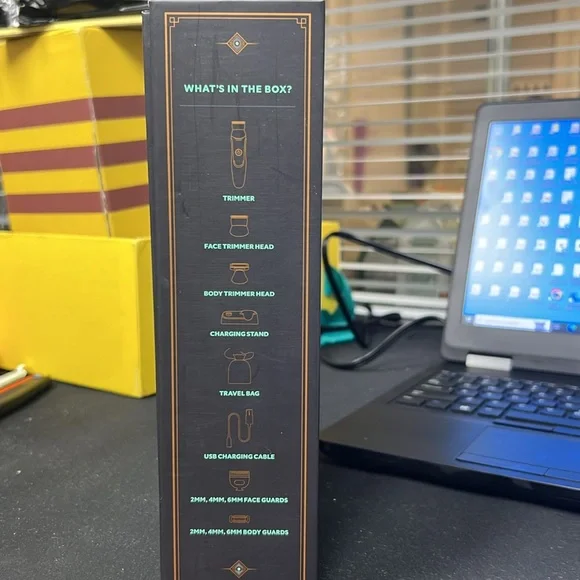 WHAT'S IN THE BOX?
TRIMMER
FACE TRIMMER HEAD
BODY TRIMMER HEAD
CHARGING STAND
TRAVEL BAG
USB CHARGING CABLE
2MM, 4MM, 6MM FACE GUARDS
2MM, 4MM, 6MM BODY GUARDS